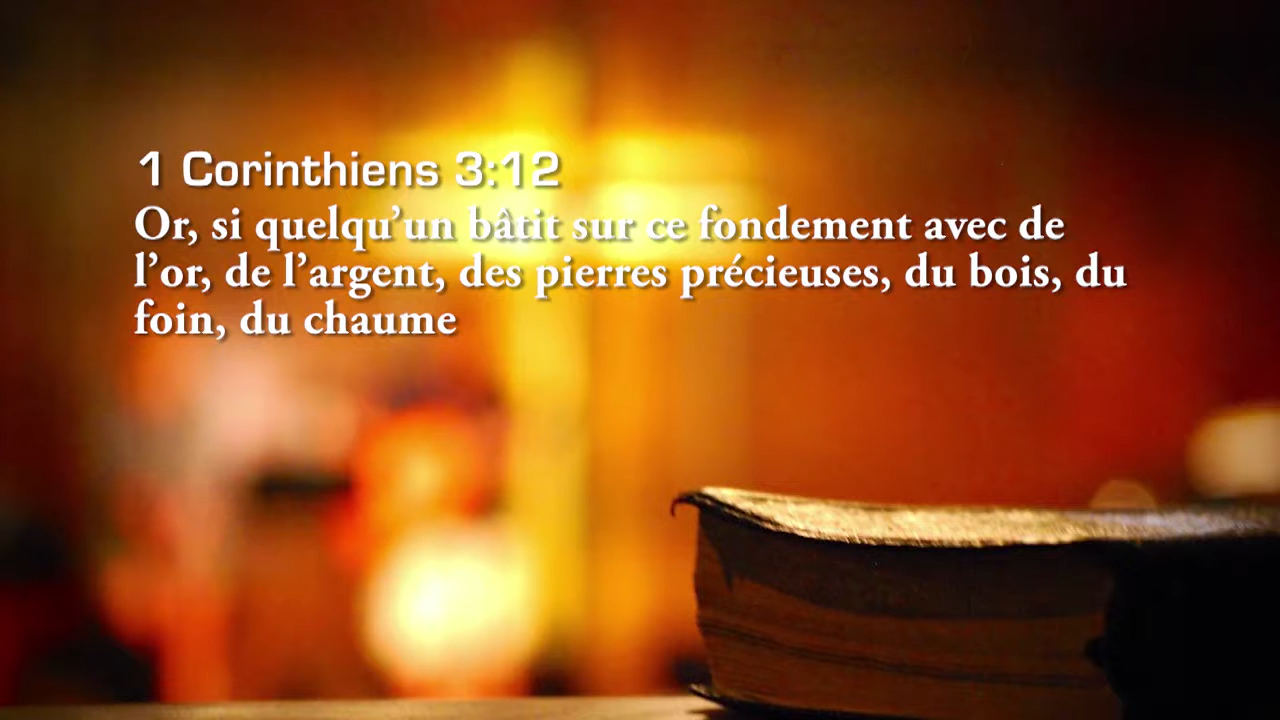 1 Corinthiens 3:12
Or, si quelqu’un bâtit sur ce fondement avec de
l’or, de l’argent, des pierres précieuses, du bois, du
foin, du chaume